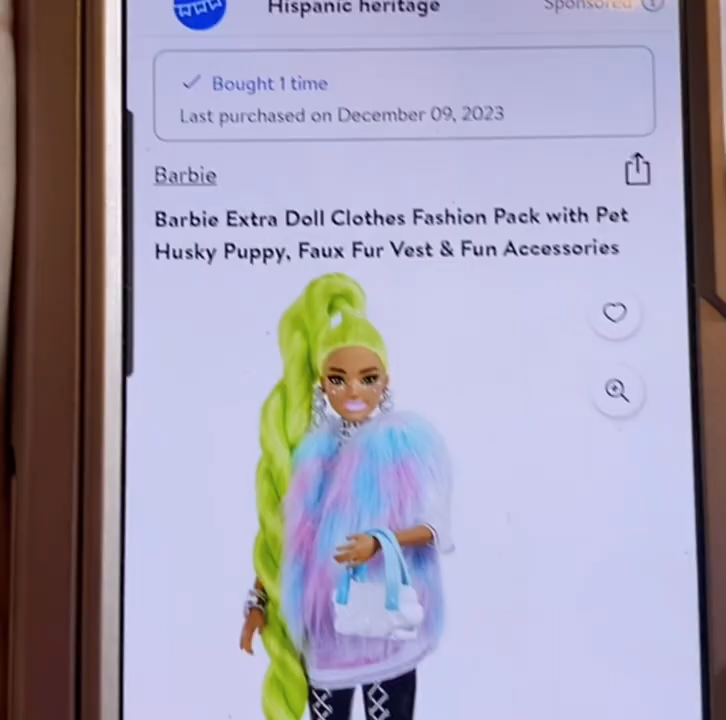 Hispanic heritage
Sponsored
Bought 1 time
Last purchased on December 09, 2023
Barbie
Barbie Extra Doll Clothes Fashion Pack with Pet
Husky Puppy, Faux Fur Vest & Fun Accessories